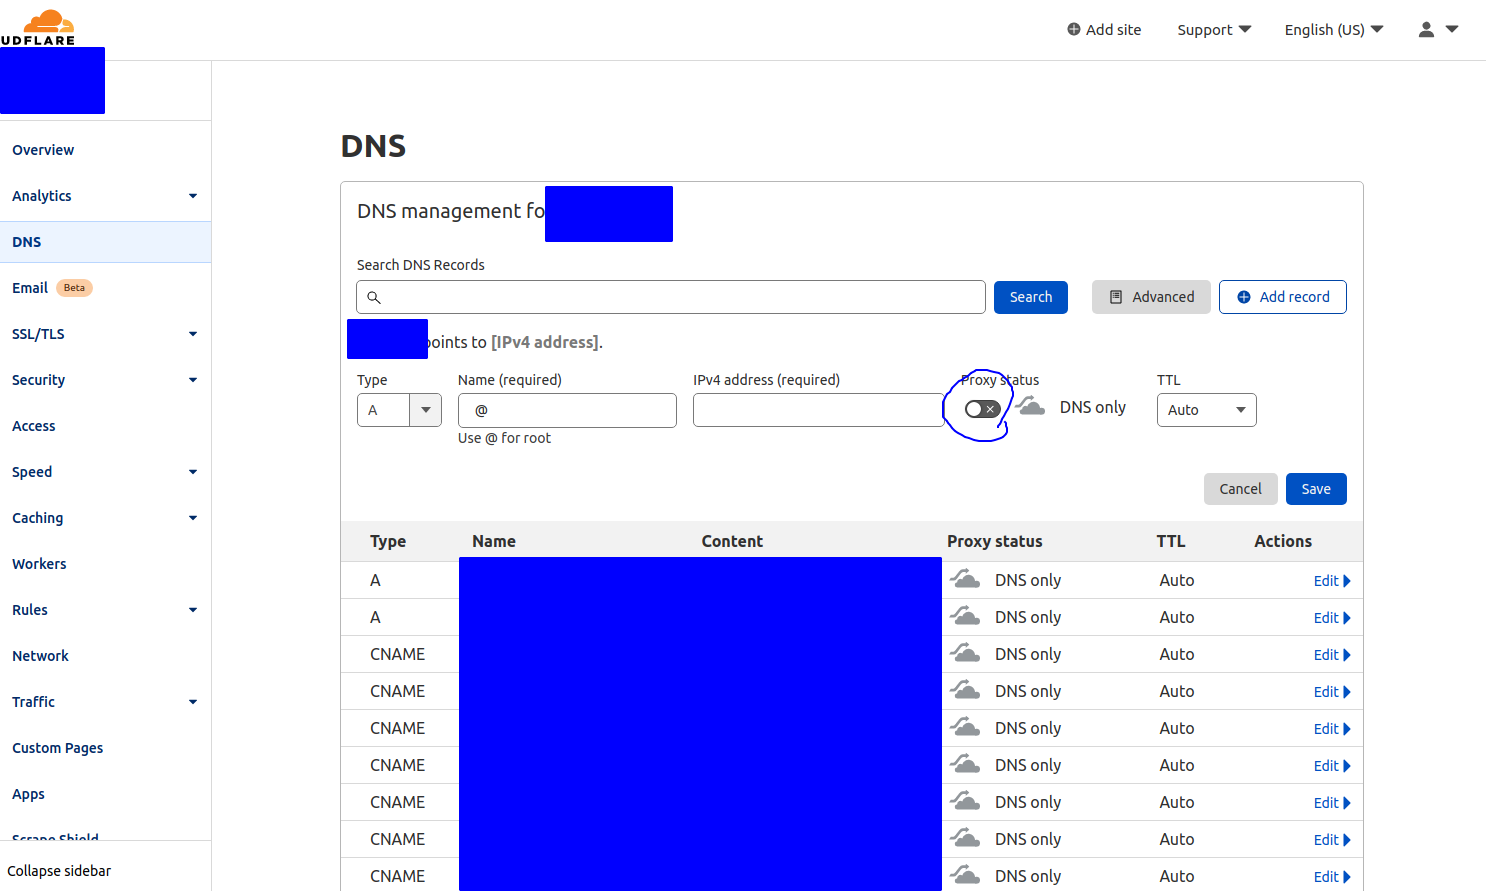 UDFLARE
Add site
Support
English (US)
Overview
Analytics
DNS
Email Beta
SSL/TLS
Security
Access
Speed
Caching
Workers
Rules
Network
Traffic
Custom Pages
Apps
Scrape Shield
Collapse sidebar
DNS
DNS management fo
Search DNS Records
Search
Advanced
Add record
points to [IPv4 address].
Type Name (required) IPv4 address (required) Proxy status TTL
A @ DNS only Auto
Use @ for root
Cancel Save
Type Name Content Proxy status TTL Actions
A DNS only Auto Edit
A DNS only Auto Edit
CNAME DNS only Auto Edit
CNAME DNS only Auto Edit
CNAME DNS only Auto Edit
CNAME DNS only Auto Edit
CNAME DNS only Auto Edit
CNAME DNS only Auto Edit
CNAME DNS only Auto Edit